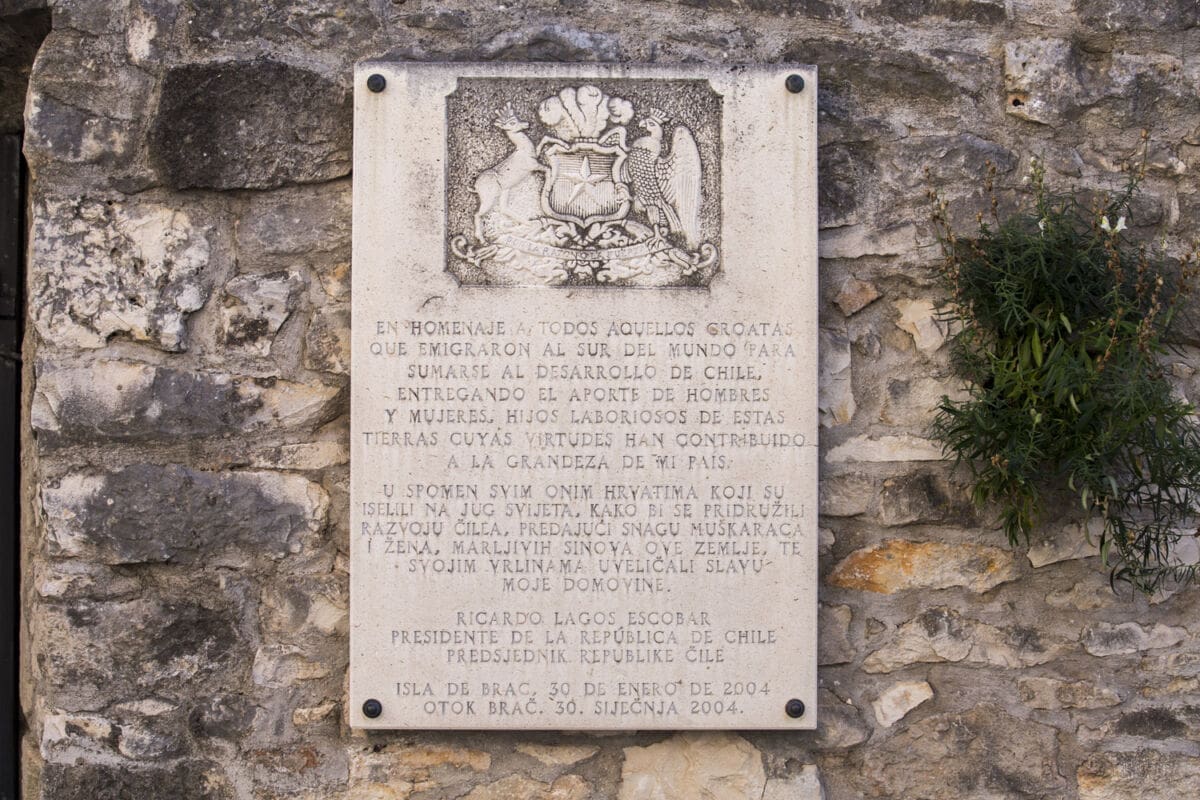 EN HOMENAJE A TODOS AQUELLOS CROATAS
QUE EMIGRARON AL SUR DEL MUNDO PARA
SUMARSE AL DESARROLLO DE CHILE,
ENTREGANDO EL APORTE DE HOMBRES
Y MUJERES, HIJOS LABORIOSOS DE ESTAS
TIERRAS CUYAS VIRTUDES HAN CONTRIBUIDO
A LA GRANDEZA DE MI PAÍS.
U SPOMEN SVIM ONIM HRVATIMA KOJI SU
ISELILI NA JUG SVIJETA, KAKO BI SE PRIDRUŽILI
RAZVOJU ČILEA, PREDAJUĆI SNAGU MUŠKARACA
I ŽENA, MARLJIVIH SINOVA OVE ZEMLJE, TE
SVOJIM VRLINAMA UVELIČALI SLAVU
MOJE DOMOVINE.
RICARDO LAGOS ESCOBAR
PRESIDENTE DE LA REPÚBLICA DE CHILE
PREDSJEDNIK REPUBLIKE ČILE
ISLA DE BRAC, 30 DE ENERO DE 2004
OTOK BRAČ. 30. SIJEČNJA 2004.